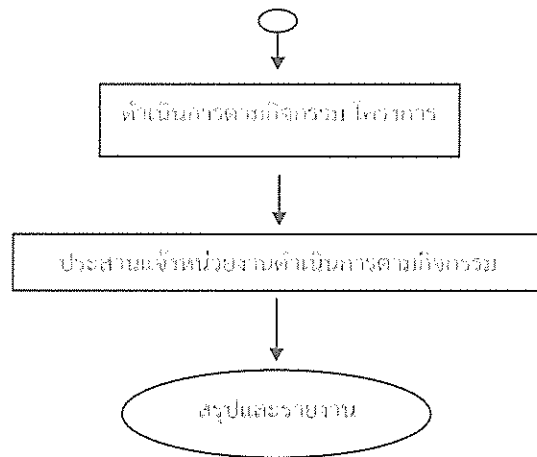 ดำเนินการตามกิจกรรม โครงการ
ประสานแจ้งหน่วยงานดำเนินการตามกิจกรรม
สรุปและรายงาน